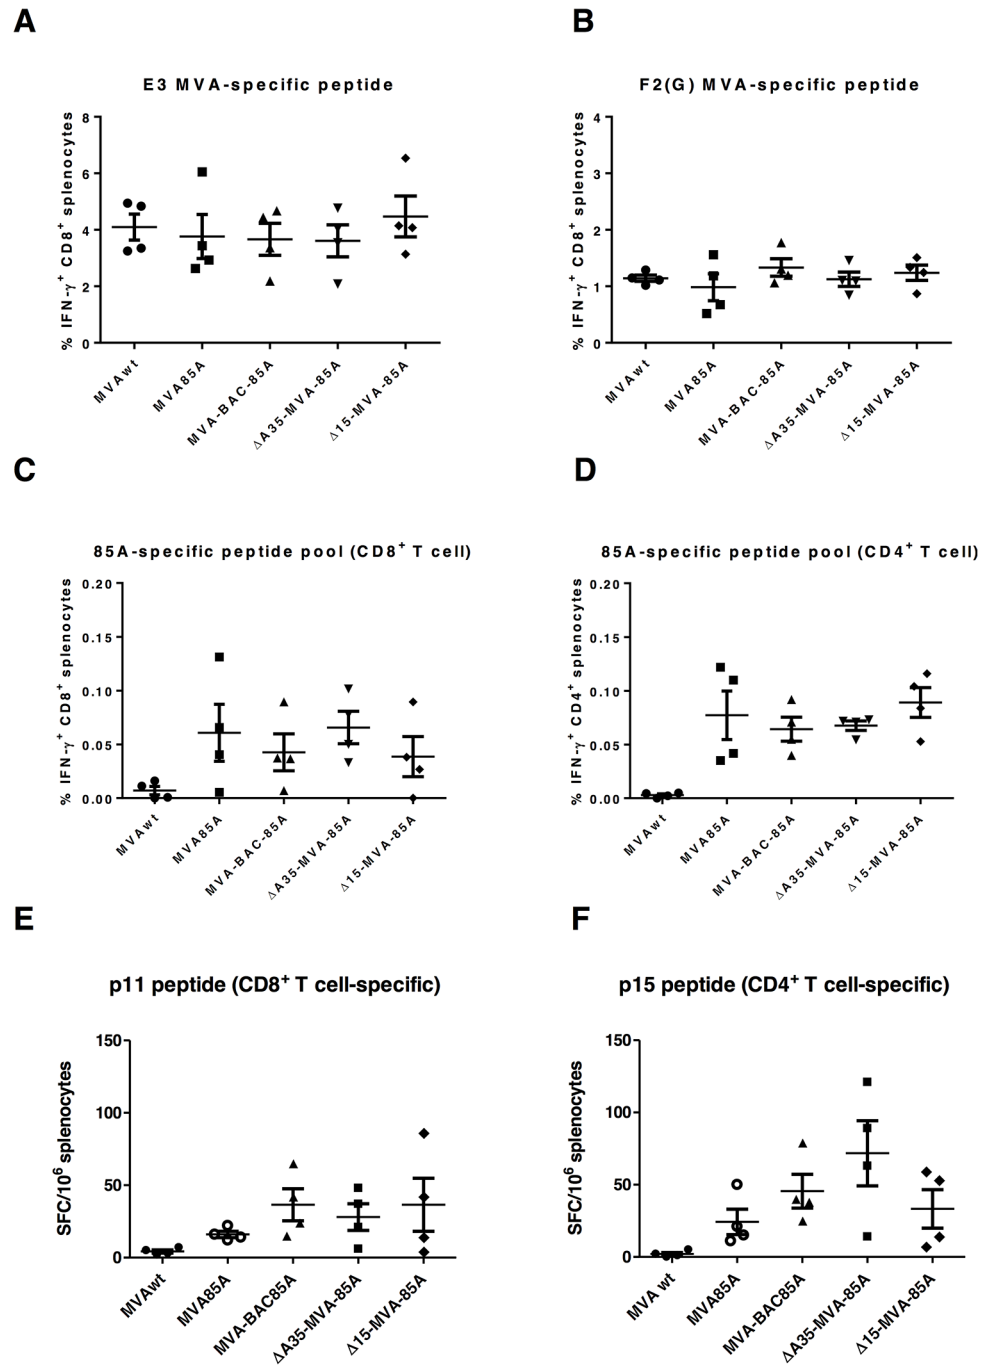 A
E3 MVA-specific peptide
% IFN-γ⁺ CD8⁺ splenocytes
8
6
4
2
0
MVAwt
MVA85A
MVA-BAC-85A
ΔA35-MVA-85A
Δ15-MVA-85A
B
F2(G) MVA-specific peptide
% IFN-γ⁺ CD8⁺ splenocytes
4
3
2
1
0
MVAwt
MVA85A
MVA-BAC-85A
ΔA35-MVA-85A
Δ15-MVA-85A
C
85A-specific peptide pool (CD8⁺ T cell)
% IFN-γ⁺ CD8⁺ splenocytes
0.20
0.15
0.10
0.05
0.00
MVAwt
MVA85A
MVA-BAC-85A
ΔA35-MVA-85A
Δ15-MVA-85A
D
85A-specific peptide pool (CD4⁺ T cell)
% IFN-γ⁺ CD4⁺ splenocytes
0.20
0.15
0.10
0.05
0.00
MVAwt
MVA85A
MVA-BAC-85A
ΔA35-MVA-85A
Δ15-MVA-85A
E
p11 peptide (CD8⁺ T cell-specific)
SFC/10⁶ splenocytes
150
100
50
0
MVAwt
MVA85A
MVA-BAC85A
ΔA35-MVA-85A
Δ15-MVA-85A
F
p15 peptide (CD4⁺ T cell-specific)
SFC/10⁶ splenocytes
150
100
50
0
MVA wt
MVA85A
MVA-BAC85A
ΔA35-MVA-85A
Δ15-MVA-85A